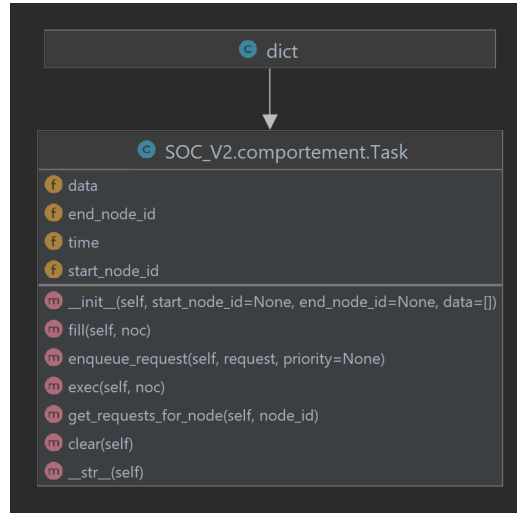 C dict
C SOC_V2.comportement.Task
f data
f end_node_id
f time
f start_node_id
m __init__(self, start_node_id=None, end_node_id=None, data=[])
m fill(self, noc)
m enqueue_request(self, request, priority=None)
m exec(self, noc)
m get_requests_for_node(self, node_id)
m clear(self)
m __str__(self)